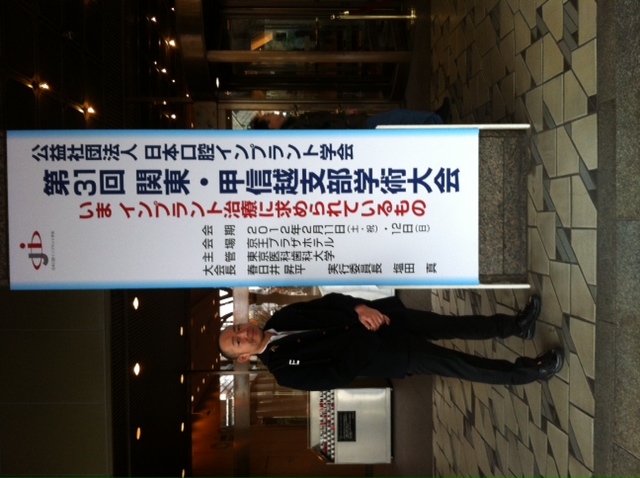 公益社団法人 日本口腔インプラント学会
第31回 関東・甲信越支部学術大会
いま インプラント治療に求められているもの
会期 2012年2月11日(土・祝)・12日(日)
会場 京王プラザホテル
主管 東京医科歯科大学
大会長 春日井 昇平 実行委員長 塩田 真